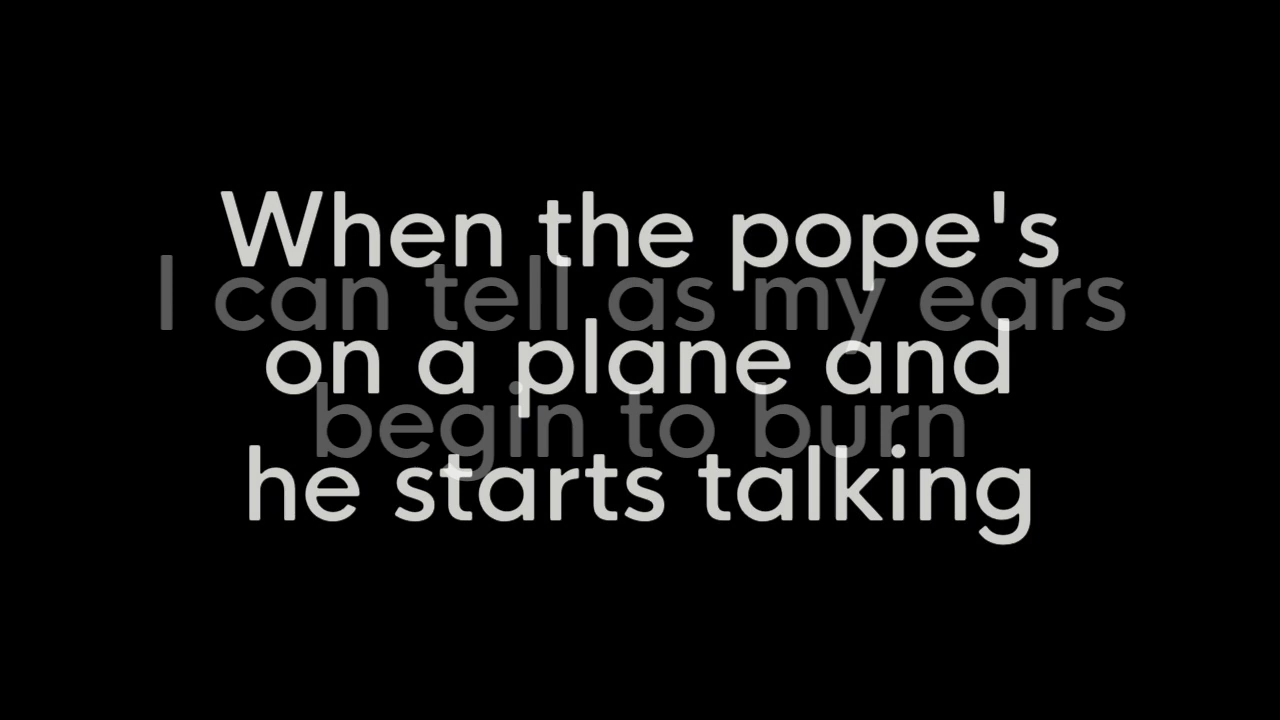 When the pope's
I can tell as my ears
on a plane and
begin to burn
he starts talking